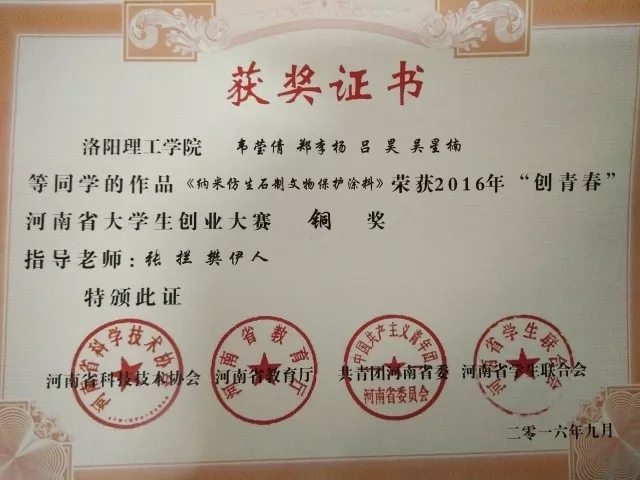 获奖证书
洛阳理工学院 韦莹倩 郑李杨 吕昊 吴星楠
等同学的作品《纳米仿生石制文物保护涂料》荣获2016年“创青春”
河南省大学生创业大赛 铜 奖
指导老师:张 拦 樊伊人
特颁此证
河南省科学技术协会
河南省教育厅
中国共产主义青年团
河南省委员会
河南省学生联合会
河南省科技技术协会 河南省教育厅 共青团河南省委 河南省学生联合会
二零一六年九月